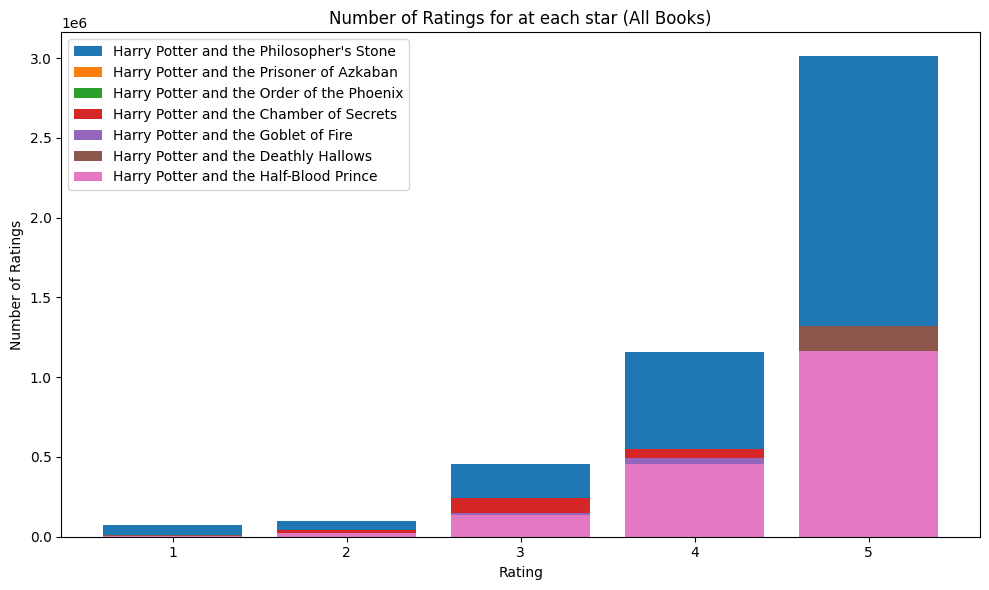 Number of Ratings for at each star (All Books)
1e6
Harry Potter and the Philosopher's Stone
Harry Potter and the Prisoner of Azkaban
Harry Potter and the Order of the Phoenix
Harry Potter and the Chamber of Secrets
Harry Potter and the Goblet of Fire
Harry Potter and the Deathly Hallows
Harry Potter and the Half-Blood Prince
3.0
2.5
2.0
1.5
1.0
0.5
0.0
Number of Ratings
1 2 3 4 5
Rating